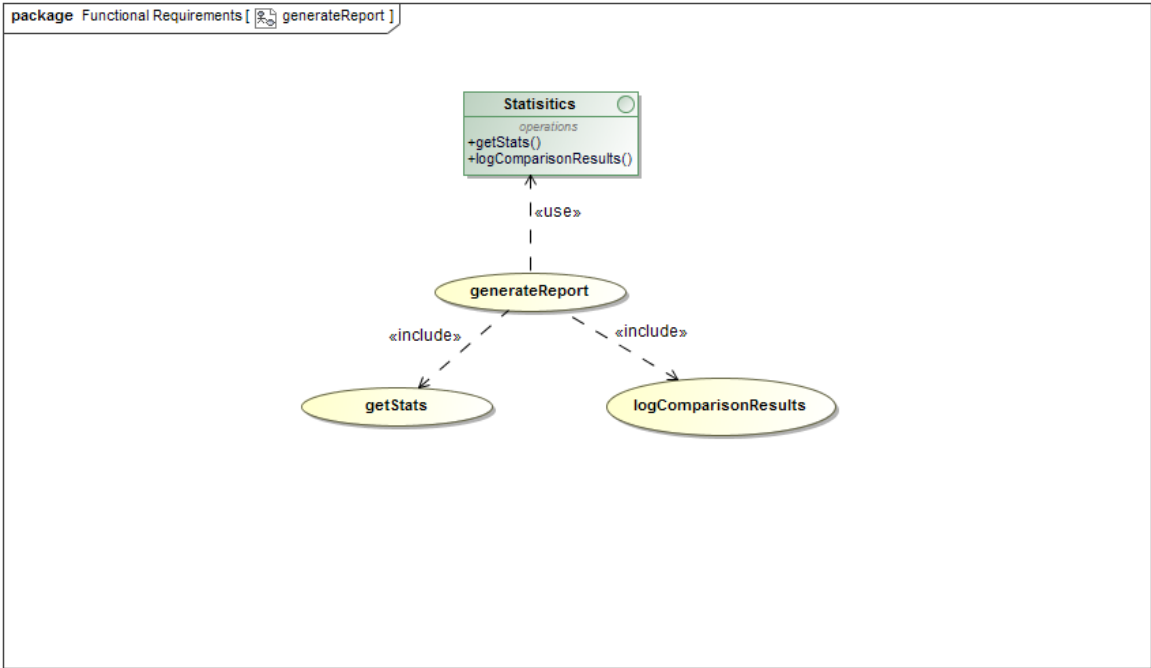 package Functional Requirements [ generateReport ]
Statisitics
operations
+getStats()
+logComparisonResults()
«use»
generateReport
«include»
«include»
getStats
logComparisonResults